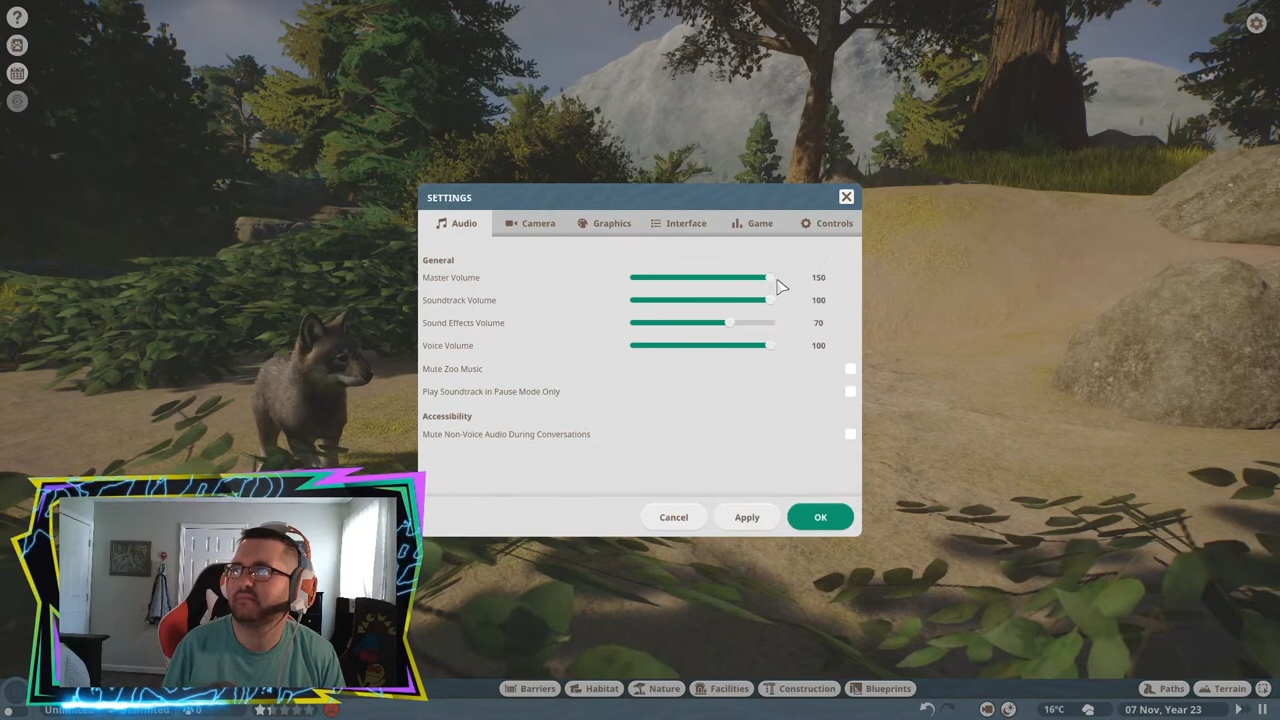 SETTINGS
Audio Camera Graphics Interface Game Controls
General
Master Volume 150
Soundtrack Volume 100
Sound Effects Volume 70
Voice Volume 100
Mute Zoo Music
Play Soundtrack in Pause Mode Only
Accessibility
Mute Non-Voice Audio During Conversations
Cancel Apply OK
Barriers Habitat Nature Facilities Construction Blueprints Paths Terrain
16°C 07 Nov, Year 23